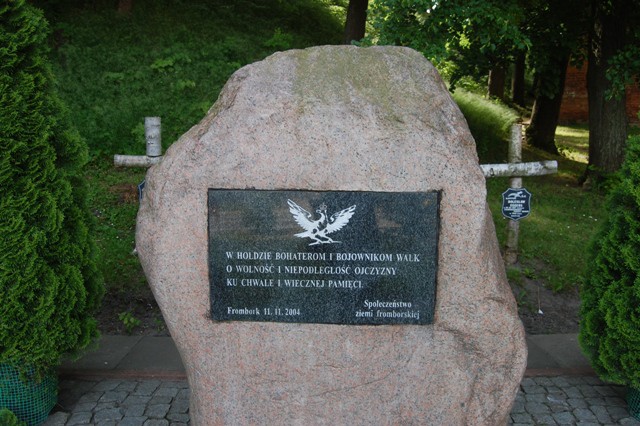 W HOŁDZIE BOHATEROM I BOJOWNIKOM WALK
O WOLNOŚĆ I NIEPODLEGŁOŚĆ OJCZYZNY
KU CHWALE I WIECZNEJ PAMIĘCI.
Frombork 11. 11. 2004.
Społeczeństwo
ziemi fromborskiej